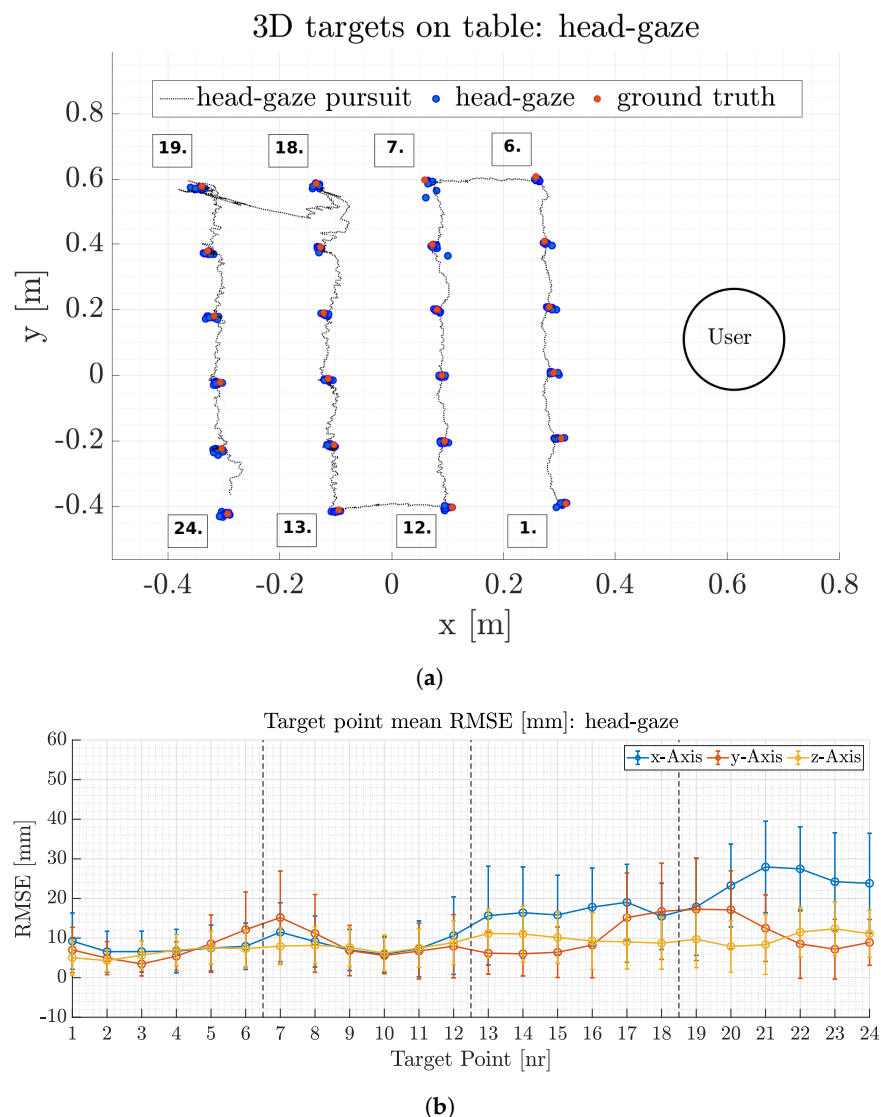 3D targets on table: head-gaze
head-gaze pursuit head-gaze ground truth
0.8
19. 18. 7. 6.
0.6
0.4
0.2
User
0
-0.2
-0.4
24. 13. 12. 1.
y [m]
-0.4 -0.2 0 0.2 0.4 0.6 0.8
x [m]
(a)
Target point mean RMSE [mm]: head-gaze
60
x-Axis y-Axis z-Axis
50
40
30
20
10
0
-10
RMSE [mm]
1 2 3 4 5 6 7 8 9 10 11 12 13 14 15 16 17 18 19 20 21 22 23 24
Target Point [nr]
(b)